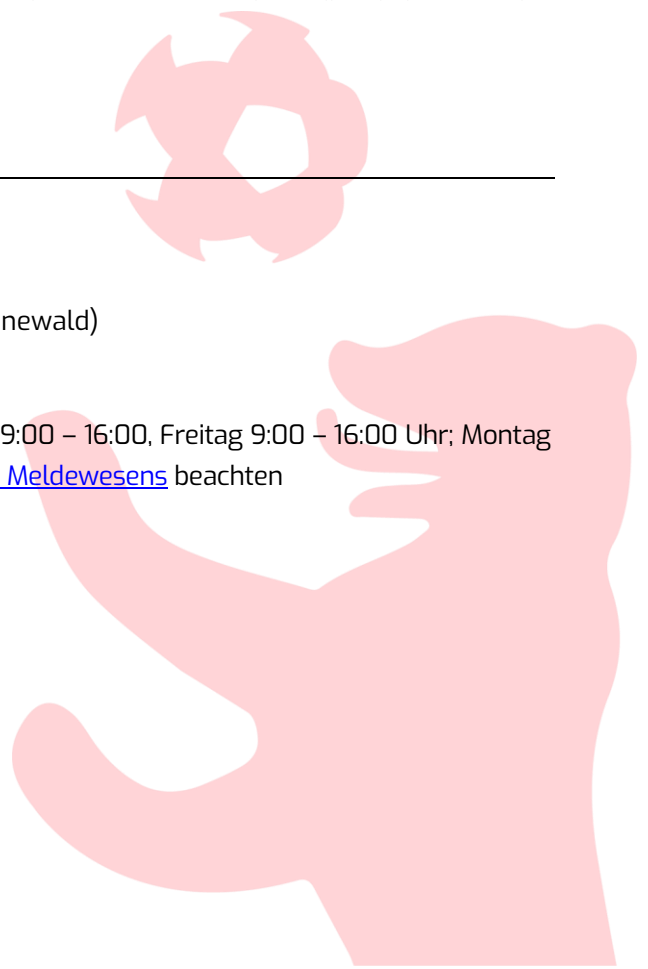 newald)
9:00 – 16:00, Freitag 9:00 – 16:00 Uhr; Montag
Meldewesens beachten